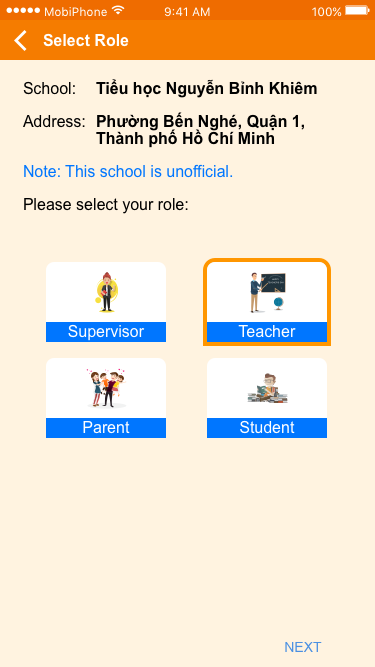 MobiPhone 9:41 AM 100%
Select Role
School: Tiểu học Nguyễn Bỉnh Khiêm
Address: Phường Bến Nghé, Quận 1,
Thành phố Hồ Chí Minh
Note: This school is unofficial.
Please select your role:
Supervisor Teacher
Parent Student
NEXT